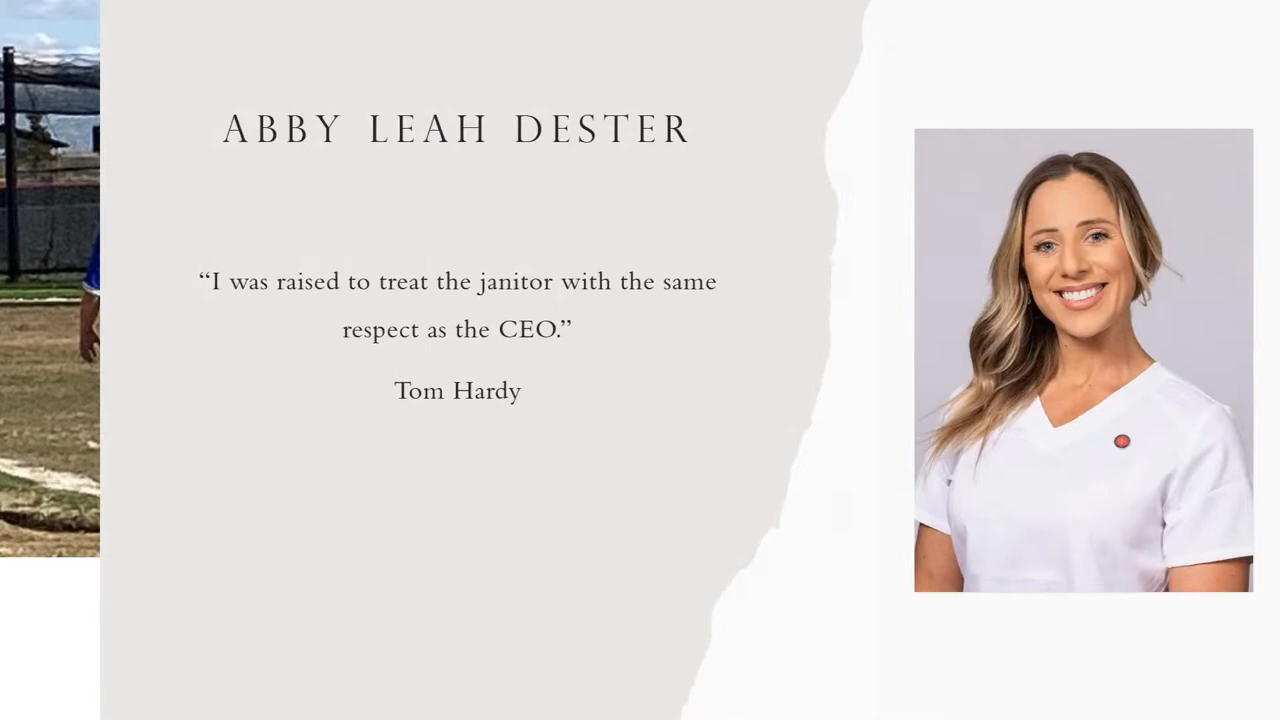 ABBY LEAH DESTER
“I was raised to treat the janitor with the same
respect as the CEO.”
Tom Hardy